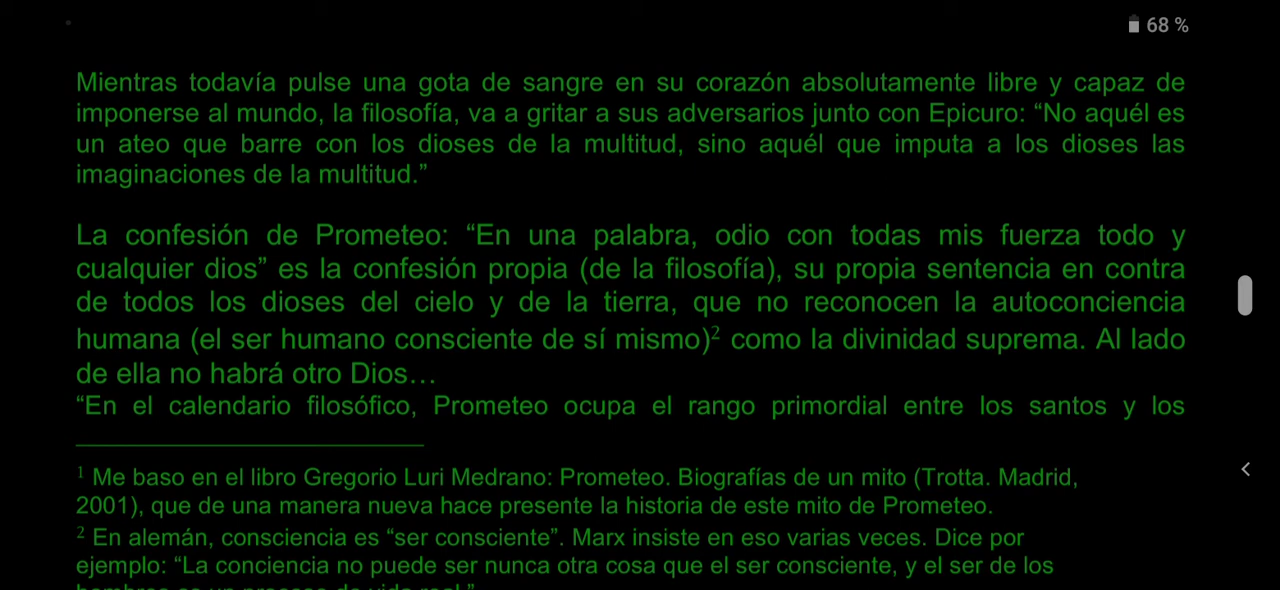 68 %
Mientras todavía pulse una gota de sangre en su corazón absolutamente libre y capaz de
imponerse al mundo, la filosofía, va a gritar a sus adversarios junto con Epicuro: “No aquél es
un ateo que barre con los dioses de la multitud, sino aquél que imputa a los dioses las
imaginaciones de la multitud.”
La confesión de Prometeo: “En una palabra, odio con todas mis fuerza todo y
cualquier dios” es la confesión propia (de la filosofía), su propia sentencia en contra
de todos los dioses del cielo y de la tierra, que no reconocen la autoconciencia
humana (el ser humano consciente de sí mismo)² como la divinidad suprema. Al lado
de ella no habrá otro Dios…
“En el calendario filosófico, Prometeo ocupa el rango primordial entre los santos y los
¹ Me baso en el libro Gregorio Luri Medrano: Prometeo. Biografías de un mito (Trotta. Madrid,
2001), que de una manera nueva hace presente la historia de este mito de Prometeo.
² En alemán, consciencia es “ser consciente”. Marx insiste en eso varias veces. Dice por
ejemplo: “La conciencia no puede ser nunca otra cosa que el ser consciente, y el ser de los